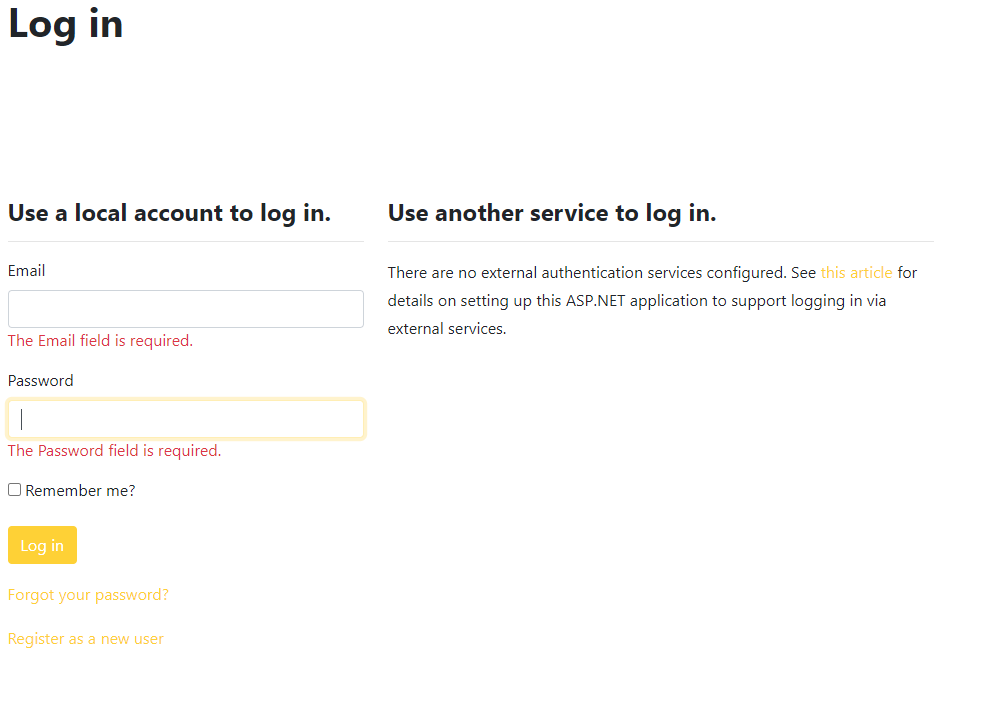 Log in
Use a local account to log in.
Email
The Email field is required.
Password
The Password field is required.
Remember me?
Log in
Forgot your password?
Register as a new user
Use another service to log in.
There are no external authentication services configured. See this article for
details on setting up this ASP.NET application to support logging in via
external services.